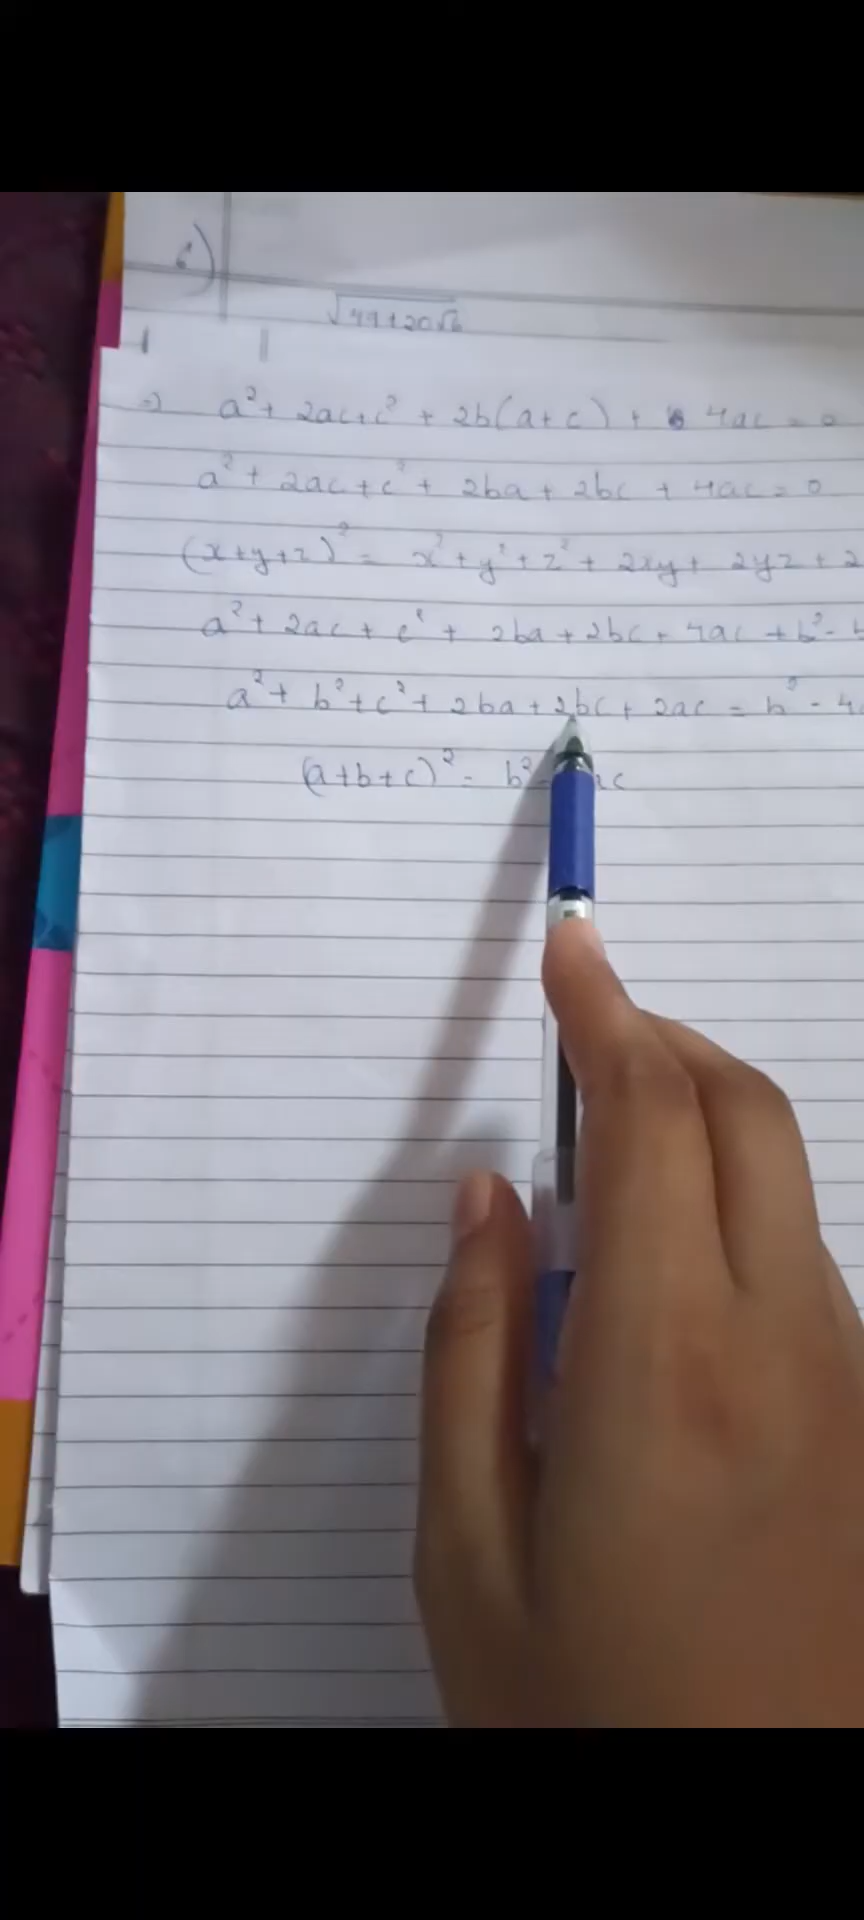 6)
√49+20√6
⇒ a² + 2ac+c² + 2b(a+c) + 4ac = 0
a² + 2ac+c² + 2ba + 2bc + 4ac = 0
(x+y+z)² = x²+y²+z² + 2xy + 2yz + 2
a² + 2ac + c² + 2ba + 2bc + 4ac + b² -
a² + b² + c² + 2ba + 2bc + 2ac = b² - 4
(a+b+c)² = b² c